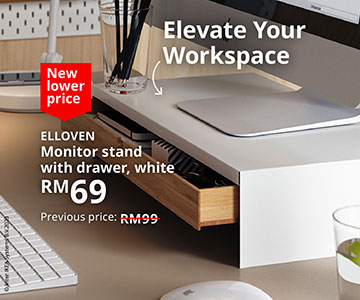 Elevate Your
Workspace
New
lower
price
ELLOVEN
Monitor stand
with drawer, white
RM69
Previous price: RM99